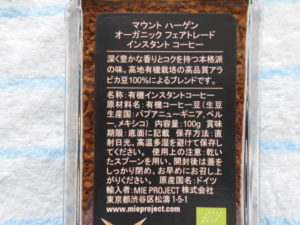 マウント ハーゲン
オーガニック フェアトレード
インスタント コーヒー
深く豊かな香りとコクを持つ本格派
の味。高地有機栽培の高品質アラ
ビカ豆100%によるブレンドです。
名称:有機インスタントコーヒー
原材料名:有機コーヒー豆(生豆
生産国:パプアニューギニア、ペル
ー、メキシコ) 内容量:100g 賞味
期限:底面に記載 保存方法:直
射日光、高温多湿を避けて保存し
てください。 使用上の注意:乾い
たスプーンを用い、開封後は蓋を
しっかり閉め、お早めにお召し上
がりください。 原産国名:ドイツ
輸入者:MIE PROJECT 株式会社
東京都渋谷区松濤 1-5-1
www.mieproject.com